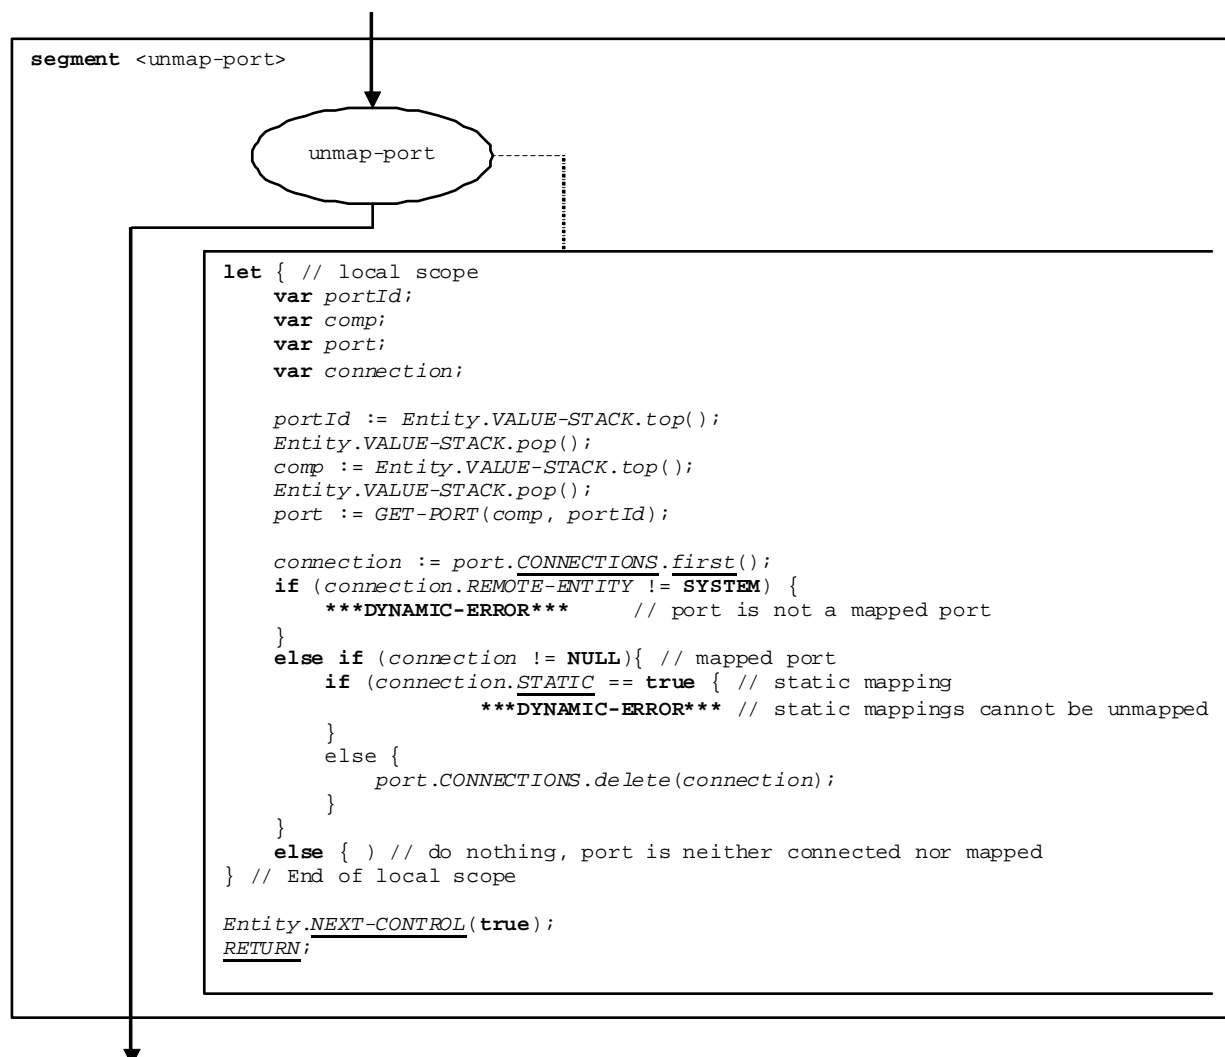 segment <unmap-port>
unmap-port
let { // local scope
    var portId;
    var comp;
    var port;
    var connection;

    portId := Entity.VALUE-STACK.top();
    Entity.VALUE-STACK.pop();
    comp := Entity.VALUE-STACK.top();
    Entity.VALUE-STACK.pop();
    port := GET-PORT(comp, portId);

    connection := port.CONNECTIONS.first();
    if (connection.REMOTE-ENTITY != SYSTEM) {
        ***DYNAMIC-ERROR***     // port is not a mapped port
    }
    else if (connection != NULL){ // mapped port
        if (connection.STATIC == true { // static mapping
                    ***DYNAMIC-ERROR*** // static mappings cannot be unmapped
        }
        else {
            port.CONNECTIONS.delete(connection);
        }
    }
    else { ) // do nothing, port is neither connected nor mapped
} // End of local scope

Entity.NEXT-CONTROL(true);
RETURN;